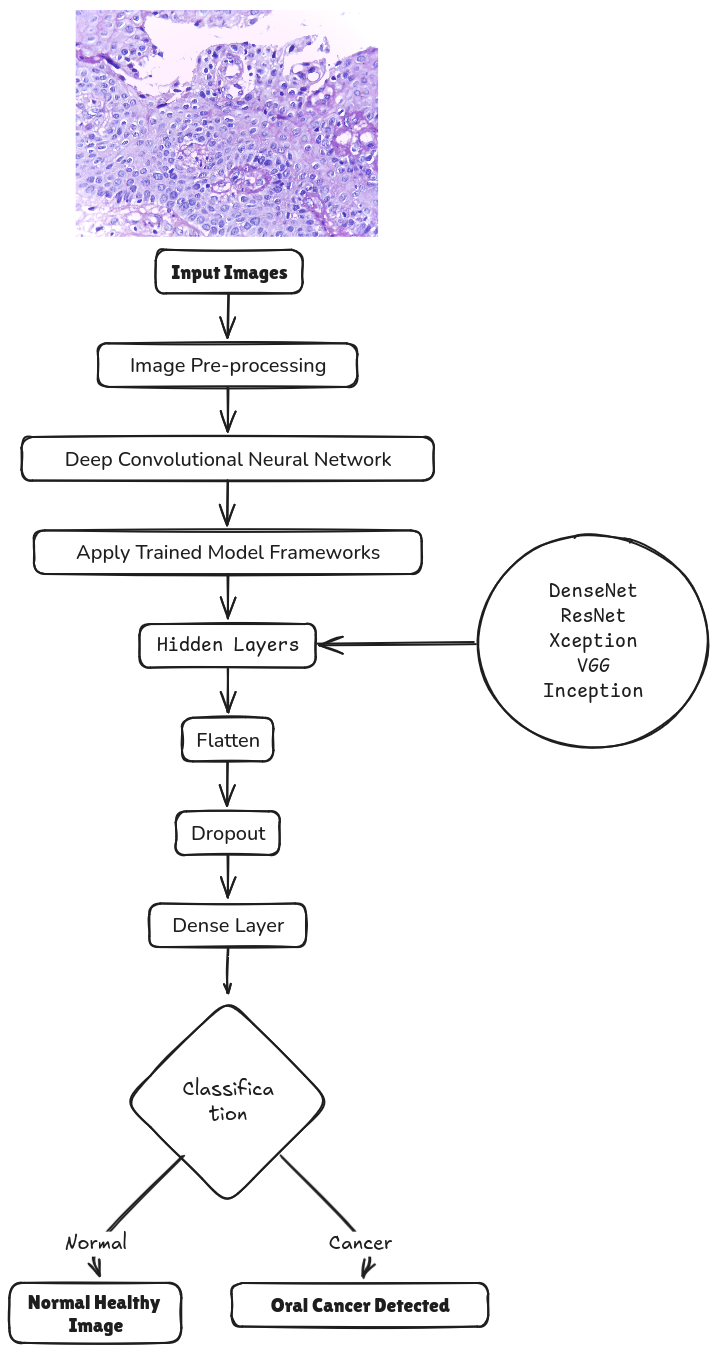 Input Images
Image Pre-processing
Deep Convolutional Neural Network
Apply Trained Model Frameworks
Hidden Layers
DenseNet
ResNet
Xception
VGG
Inception
Flatten
Dropout
Dense Layer
Classifica
tion
Normal
Cancer
Normal Healthy
Image
Oral Cancer Detected